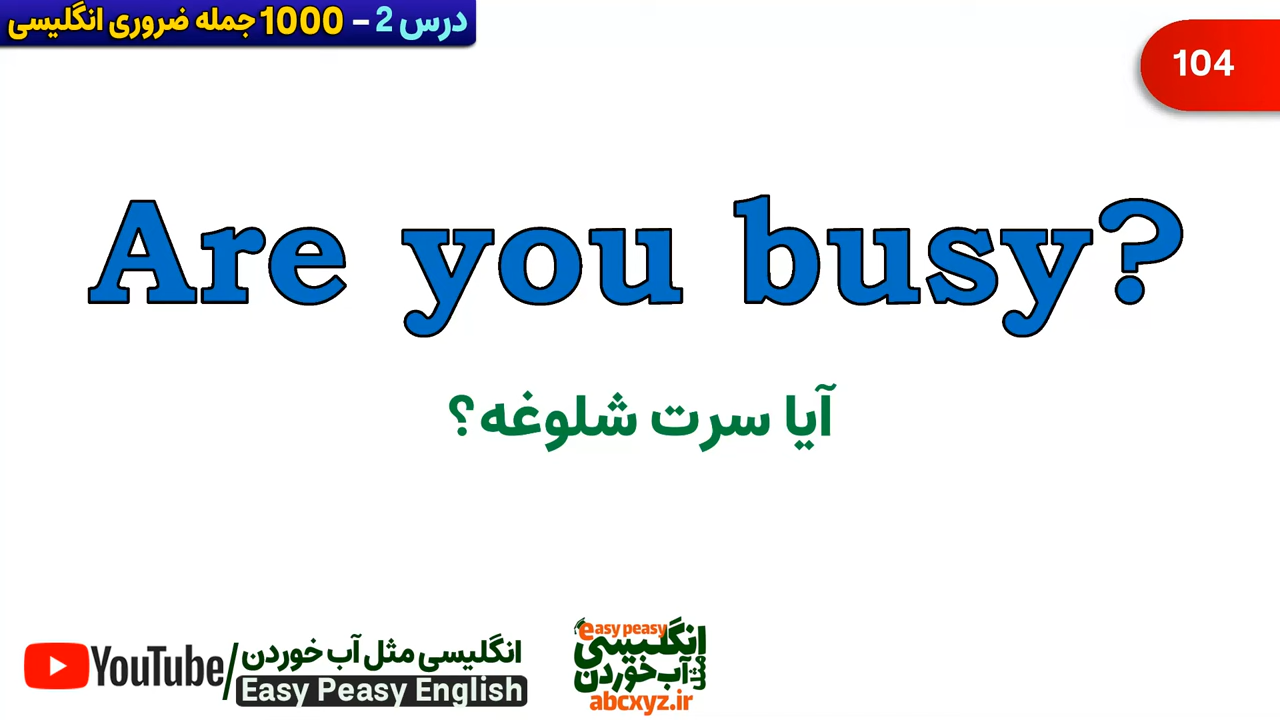 درس 2 – 1000 جمله ضروری انگلیسی
104
Are you busy?
آیا سرت شلوغه؟
YouTube/
انگلیسی مثل آب خوردن
Easy Peasy English
easy peasy
انگلیسی
مثل
آب خوردن
abcxyz.ir